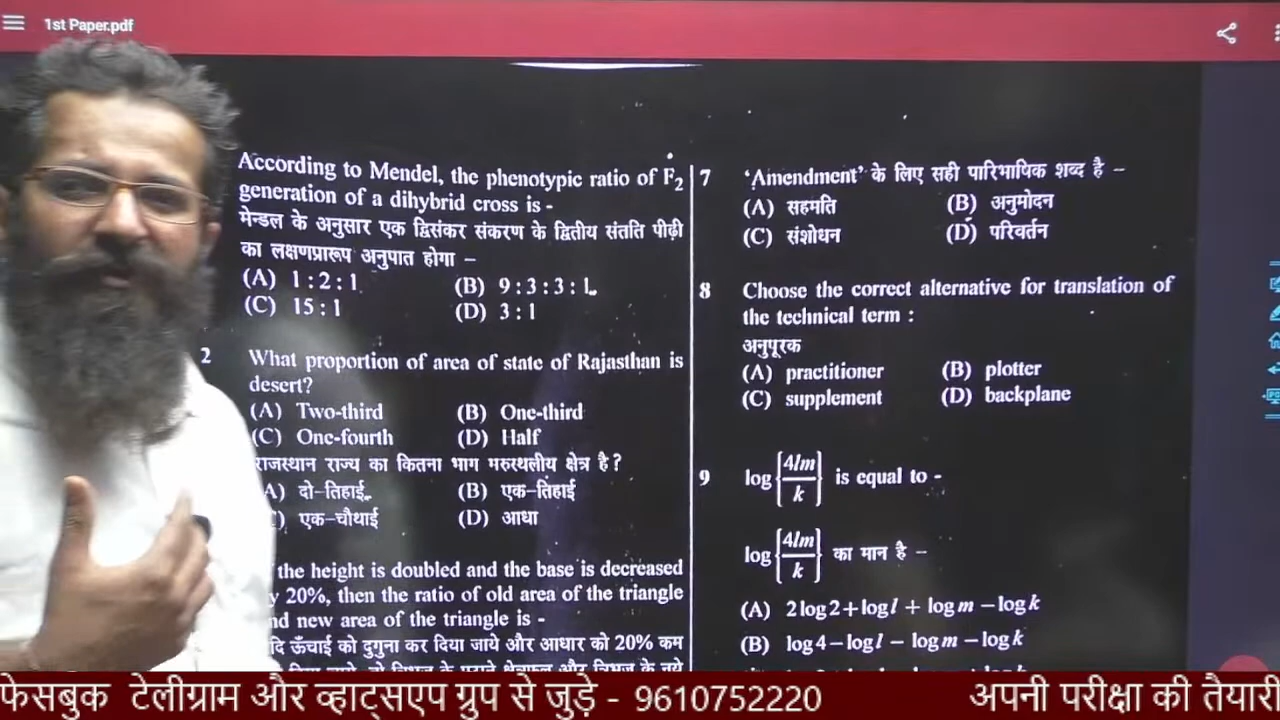 1st Paper.pdf
According to Mendel, the phenotypic ratio of F₂
generation of a dihybrid cross is -
मेन्डल के अनुसार एक द्विसंकर संकरण के द्वितीय संतति पीढ़ी
का लक्षणप्रारूप अनुपात होगा –
(A) 1 : 2 : 1 (B) 9 : 3 : 3 : 1
(C) 15 : 1 (D) 3 : 1
2 What proportion of area of state of Rajasthan is
desert?
(A) Two-third (B) One-third
(C) One-fourth (D) Half
राजस्थान राज्य का कितना भाग मरुस्थलीय क्षेत्र है ?
A) दो–तिहाई (B) एक–तिहाई
) एक–चौथाई (D) आधा
the height is doubled and the base is decreased
y 20%, then the ratio of old area of the triangle
nd new area of the triangle is -
दि ऊँचाई को दुगुना कर दिया जाये और आधार को 20% कम
7 'Amendment' के लिए सही पारिभाषिक शब्द है –
(A) सहमति (B) अनुमोदन
(C) संशोधन (D) परिवर्तन
8 Choose the correct alternative for translation of
the technical term :
अनुपूरक
(A) practitioner (B) plotter
(C) supplement (D) backplane
9 log [4lm/k] is equal to -
log [4lm/k] का मान है –
(A) 2 log 2 + log l + log m – log k
(B) log 4 – log l – log m – log k
फेसबुक टेलीग्राम और व्हाट्सएप ग्रुप से जुड़े - 9610752220 अपनी परीक्षा की तैयारी